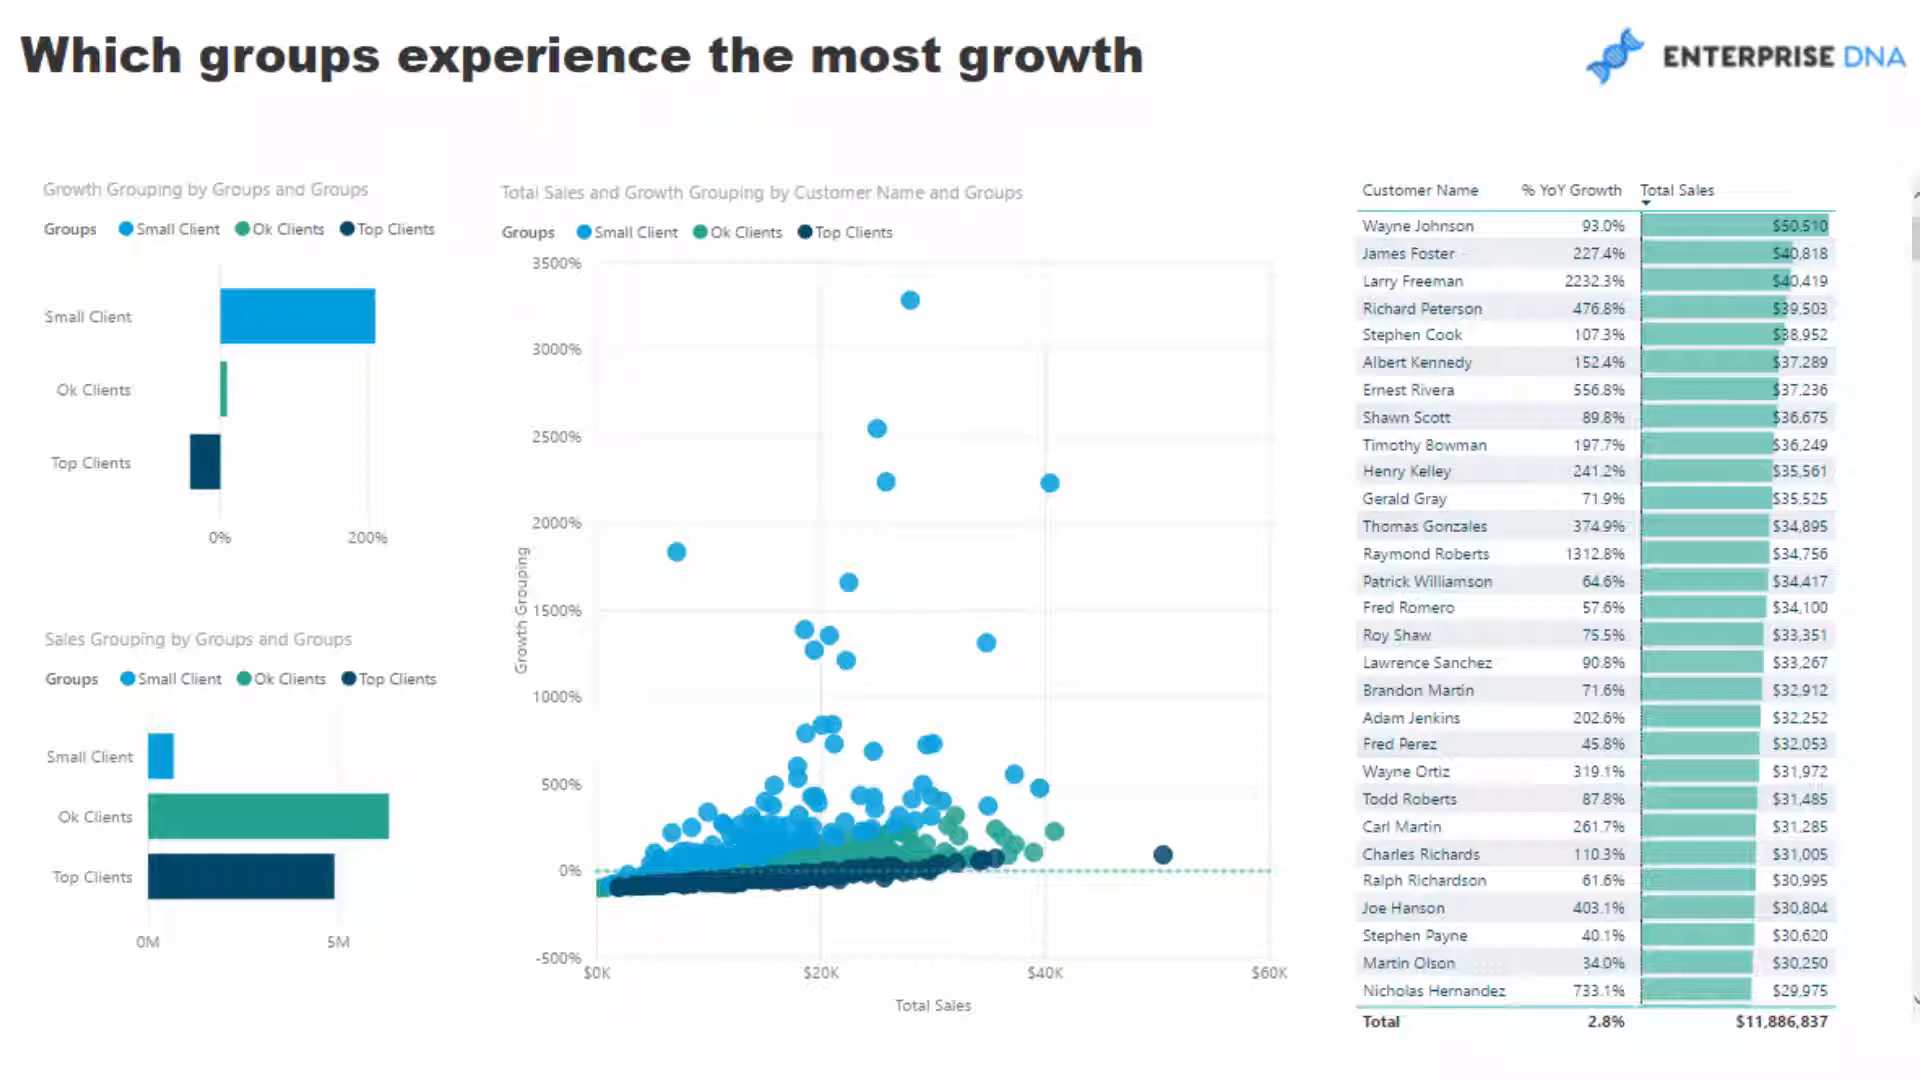 Which groups experience the most growth
ENTERPRISE DNA
Growth Grouping by Groups and Groups
Groups Small Client Ok Clients Top Clients
Small Client
Ok Clients
Top Clients
0% 200%
Sales Grouping by Groups and Groups
Groups Small Client Ok Clients Top Clients
Small Client
Ok Clients
Top Clients
0M 5M
Total Sales and Growth Grouping by Customer Name and Groups
Groups Small Client Ok Clients Top Clients
Growth Grouping
3500%
3000%
2500%
2000%
1500%
1000%
500%
0%
-500%
$0K $20K $40K $60K
Total Sales
Customer Name % YoY Growth Total Sales
Wayne Johnson 93.0% $50,510
James Foster 227.4% $40,818
Larry Freeman 2232.3% $40,419
Richard Peterson 476.8% $39,503
Stephen Cook 107.3% $38,952
Albert Kennedy 152.4% $37,289
Ernest Rivera 556.8% $37,236
Shawn Scott 89.8% $36,675
Timothy Bowman 197.7% $36,249
Henry Kelley 241.2% $35,561
Gerald Gray 71.9% $35,525
Thomas Gonzales 374.9% $34,895
Raymond Roberts 1312.8% $34,756
Patrick Williamson 64.6% $34,417
Fred Romero 57.6% $34,100
Roy Shaw 75.5% $33,351
Lawrence Sanchez 90.8% $33,267
Brandon Martin 71.6% $32,912
Adam Jenkins 202.6% $32,252
Fred Perez 45.8% $32,053
Wayne Ortiz 319.1% $31,972
Todd Roberts 87.8% $31,485
Carl Martin 261.7% $31,285
Charles Richards 110.3% $31,005
Ralph Richardson 61.6% $30,995
Joe Hanson 403.1% $30,804
Stephen Payne 40.1% $30,620
Martin Olson 34.0% $30,250
Nicholas Hernandez 733.1% $29,975
Total 2.8% $11,886,837